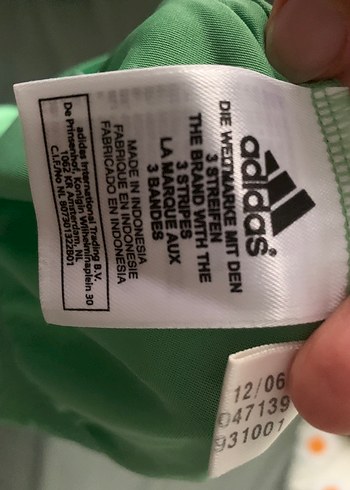 adidas®
DIE WELTMARKE MIT DEN
3 STREIFEN
THE BRAND WITH THE
3 STRIPES
LA MARQUE AUX
3 BANDES
MADE IN INDONESIA
FABRIQUE EN INDONESIE
FABRICADO EN INDONESIA
adidas International Trading B.V.
De Prinsenhof, Koningin Wilhelminaplein 30
1062 KR Amsterdam, NL
C.I.F./NN Nr. 807301322B01
12/06
047139
931001